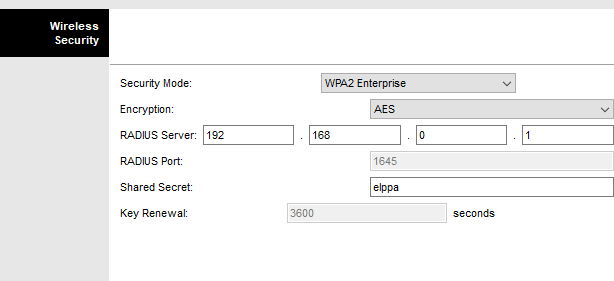 Wireless
Security
Security Mode: WPA2 Enterprise
Encryption: AES
RADIUS Server: 192 . 168 . 0 . 1
RADIUS Port: 1645
Shared Secret: elppa
Key Renewal: 3600 seconds